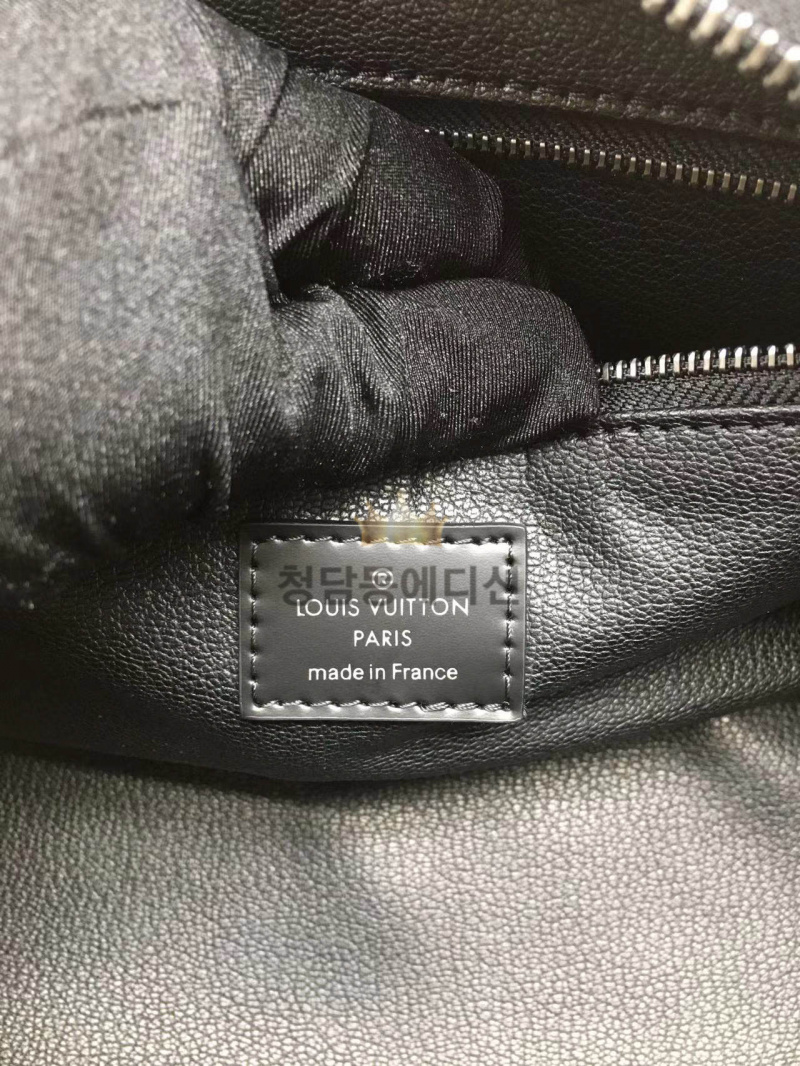 청담동에디션
®
LOUIS VUITTON
PARIS
made in France